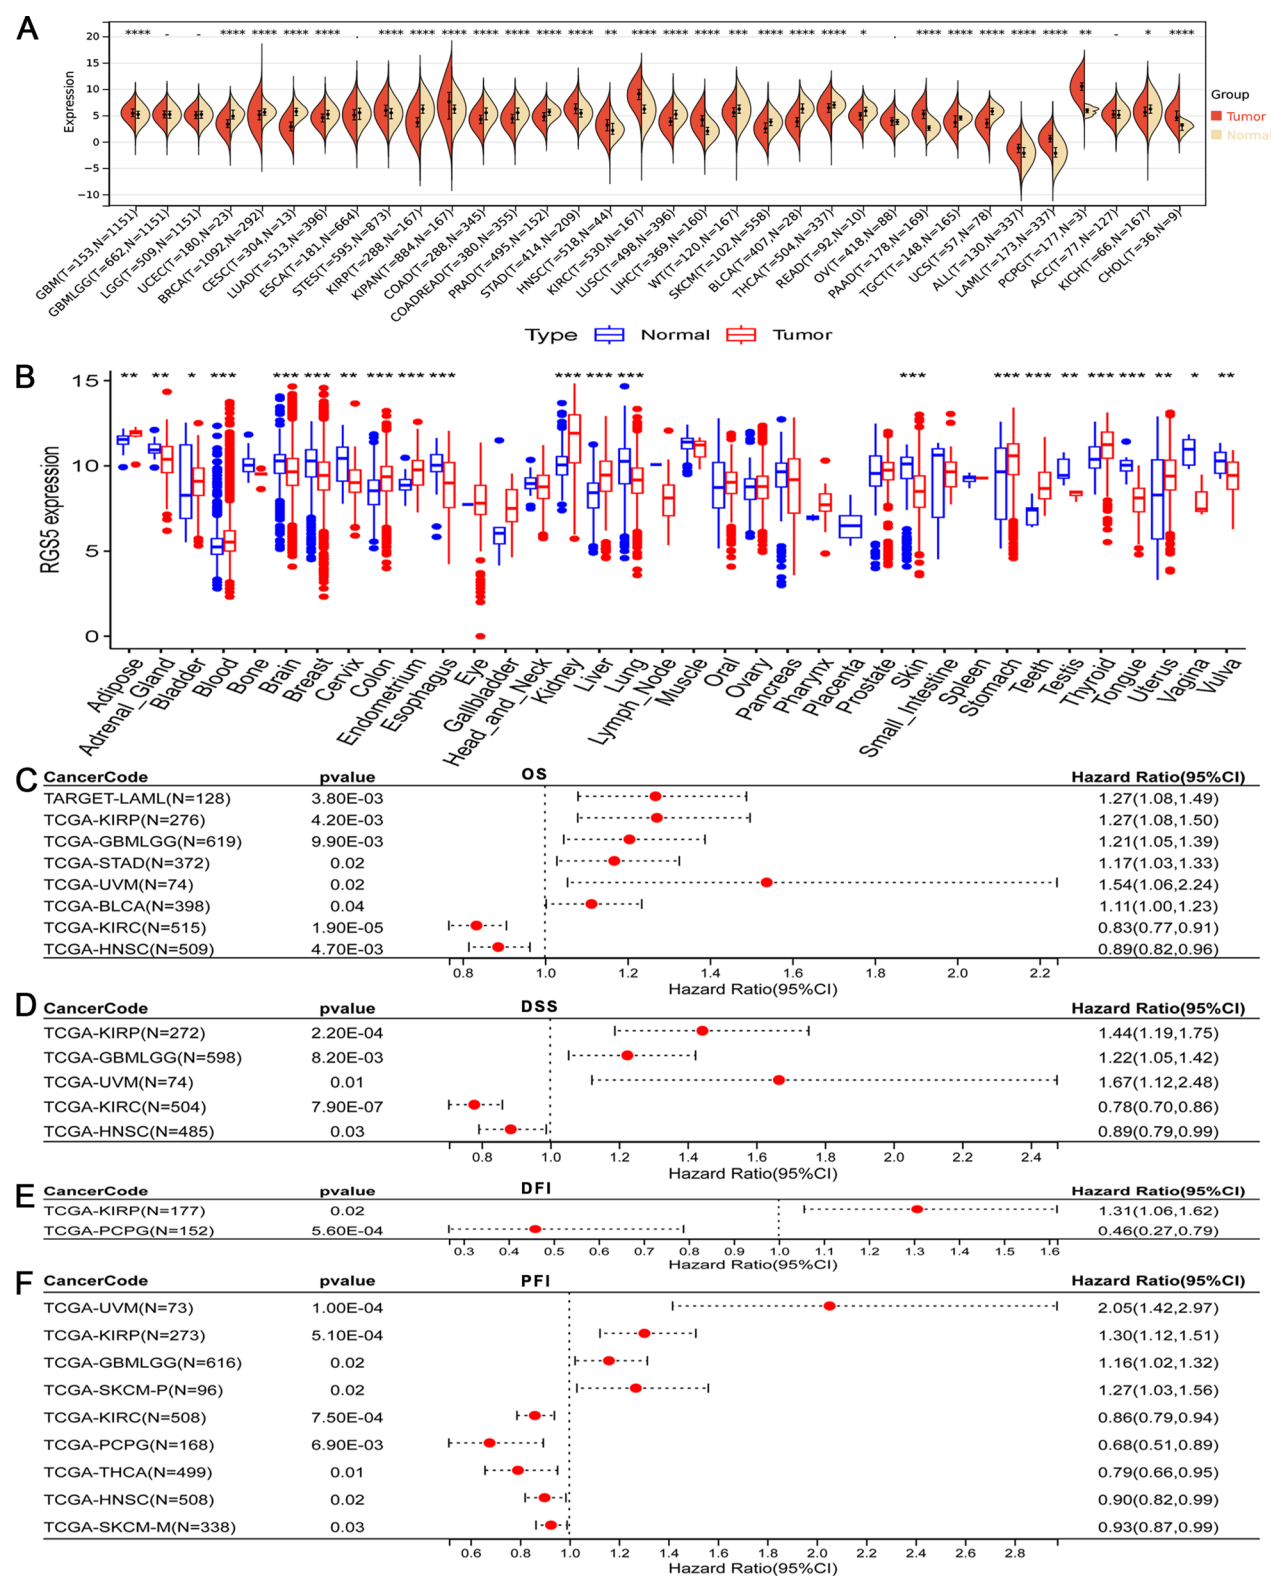 A
**** - - **** **** **** **** . **** **** **** **** **** **** **** ** **** **** **** *** **** **** **** * . **** **** **** **** **** ** - * ****
20
15
10
5
0
−5
−10
Expression
Group
Tumor
Normal
GBM(T=153,N=1151)
GBMLGG(T=662,N=1151)
LGG(T=509,N=1151)
UCEC(T=180,N=23)
BRCA(T=1092,N=292)
CESC(T=304,N=13)
LUAD(T=513,N=396)
ESCA(T=181,N=664)
STES(T=595,N=873)
KIRP(T=288,N=167)
KIPAN(T=884,N=167)
COAD(T=288,N=345)
COADREAD(T=380,N=355)
PRAD(T=495,N=152)
STAD(T=414,N=209)
HNSC(T=518,N=44)
KIRC(T=530,N=167)
LUSC(T=498,N=396)
LIHC(T=369,N=160)
WT(T=120,N=167)
SKCM(T=102,N=558)
BLCA(T=407,N=28)
THCA(T=504,N=337)
READ(T=92,N=10)
OV(T=418,N=88)
PAAD(T=178,N=169)
TGCT(T=148,N=165)
UCS(T=57,N=78)
ALL(T=130,N=337)
LAML(T=173,N=337)
PCPG(T=177,N=3)
ACC(T=77,N=127)
KICH(T=66,N=167)
CHOL(T=36,N=9)
Type Normal Tumor
B
** ** * *** *** *** ** *** *** *** *** *** *** *** *** *** ** *** *** ** * **
15
10
5
0
RGS5 expression
Adipose
Adrenal_Gland
Bladder
Blood
Bone
Brain
Breast
Cervix
Colon
Endometrium
Esophagus
Eye
Gallbladder
Head_and_Neck
Kidney
Liver
Lung
Lymph_Node
Muscle
Oral
Ovary
Pancreas
Pharynx
Placenta
Prostate
Skin
Small_Intestine
Spleen
Stomach
Teeth
Testis
Thyroid
Tongue
Uterus
Vagina
Vulva
C
CancerCode pvalue OS Hazard Ratio(95%CI)
TARGET-LAML(N=128) 3.80E-03 1.27(1.08,1.49)
TCGA-KIRP(N=276) 4.20E-03 1.27(1.08,1.50)
TCGA-GBMLGG(N=619) 9.90E-03 1.21(1.05,1.39)
TCGA-STAD(N=372) 0.02 1.17(1.03,1.33)
TCGA-UVM(N=74) 0.02 1.54(1.06,2.24)
TCGA-BLCA(N=398) 0.04 1.11(1.00,1.23)
TCGA-KIRC(N=515) 1.90E-05 0.83(0.77,0.91)
TCGA-HNSC(N=509) 4.70E-03 0.89(0.82,0.96)
0.8 1.0 1.2 1.4 1.6 1.8 2.0 2.2
Hazard Ratio(95%CI)
D
CancerCode pvalue DSS Hazard Ratio(95%CI)
TCGA-KIRP(N=272) 2.20E-04 1.44(1.19,1.75)
TCGA-GBMLGG(N=598) 8.20E-03 1.22(1.05,1.42)
TCGA-UVM(N=74) 0.01 1.67(1.12,2.48)
TCGA-KIRC(N=504) 7.90E-07 0.78(0.70,0.86)
TCGA-HNSC(N=485) 0.03 0.89(0.79,0.99)
0.8 1.0 1.2 1.4 1.6 1.8 2.0 2.2 2.4
Hazard Ratio(95%CI)
E
CancerCode pvalue DFI Hazard Ratio(95%CI)
TCGA-KIRP(N=177) 0.02 1.31(1.06,1.62)
TCGA-PCPG(N=152) 5.60E-04 0.46(0.27,0.79)
0.3 0.4 0.5 0.6 0.7 0.8 0.9 1.0 1.1 1.2 1.3 1.4 1.5 1.6
Hazard Ratio(95%CI)
F
CancerCode pvalue PFI Hazard Ratio(95%CI)
TCGA-UVM(N=73) 1.00E-04 2.05(1.42,2.97)
TCGA-KIRP(N=273) 5.10E-04 1.30(1.12,1.51)
TCGA-GBMLGG(N=616) 0.02 1.16(1.02,1.32)
TCGA-SKCM-P(N=96) 0.02 1.27(1.03,1.56)
TCGA-KIRC(N=508) 7.50E-04 0.86(0.79,0.94)
TCGA-PCPG(N=168) 6.90E-03 0.68(0.51,0.89)
TCGA-THCA(N=499) 0.01 0.79(0.66,0.95)
TCGA-HNSC(N=508) 0.02 0.90(0.82,0.99)
TCGA-SKCM-M(N=338) 0.03 0.93(0.87,0.99)
0.6 0.8 1.0 1.2 1.4 1.6 1.8 2.0 2.2 2.4 2.6 2.8
Hazard Ratio(95%CI)